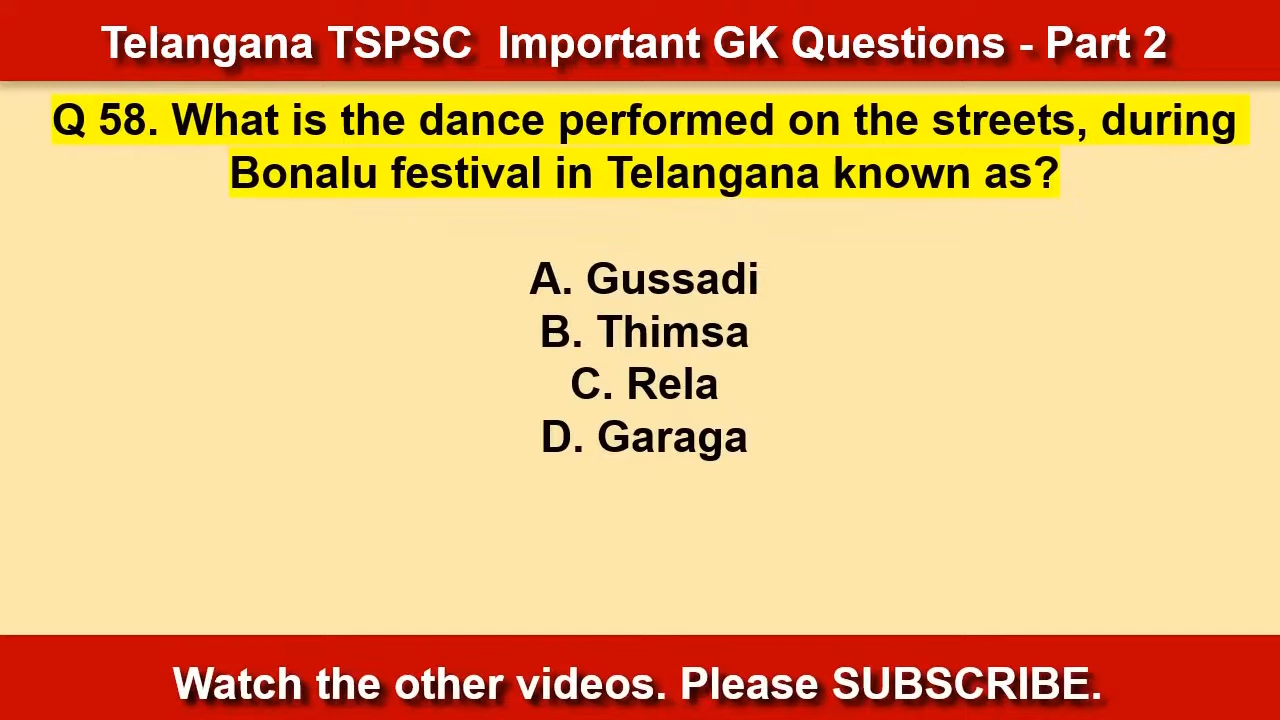 Telangana TSPSC Important GK Questions - Part 2
Q 58. What is the dance performed on the streets, during
Bonalu festival in Telangana known as?
A. Gussadi
B. Thimsa
C. Rela
D. Garaga
Watch the other videos. Please SUBSCRIBE.